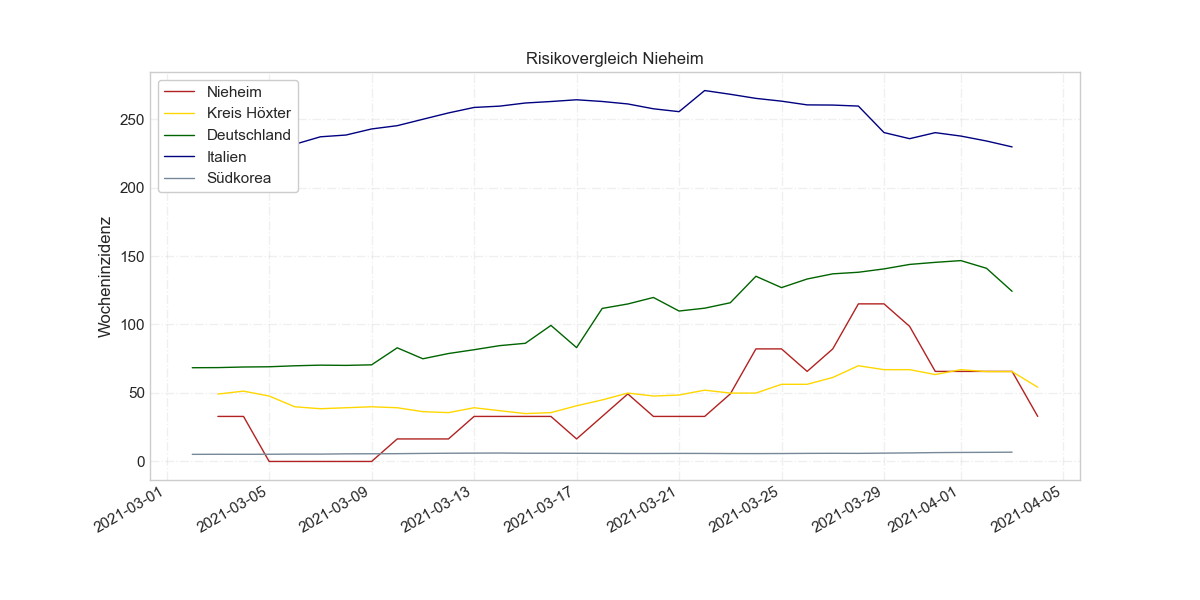 Risikovergleich Nieheim
Nieheim
Kreis Höxter
Deutschland
Italien
Südkorea
Wocheninzidenz
250
200
150
100
50
0
2021-03-01
2021-03-05
2021-03-09
2021-03-13
2021-03-17
2021-03-21
2021-03-25
2021-03-29
2021-04-01
2021-04-05